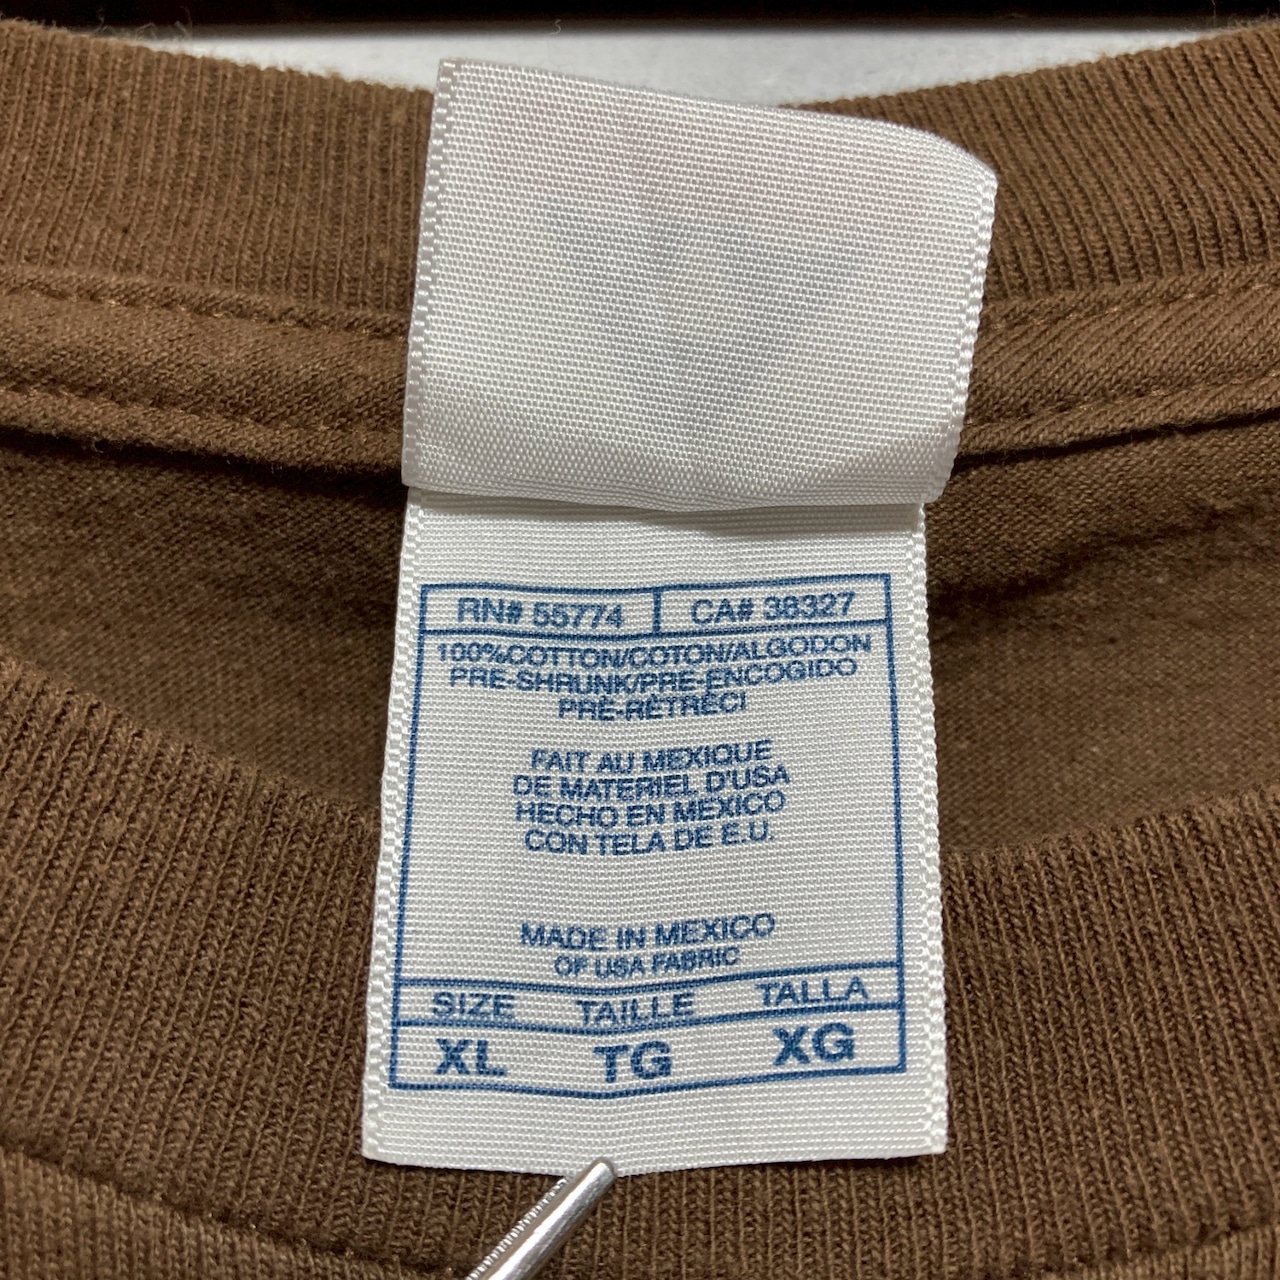 RN# 55774 CA# 38327
100%COTTON/COTON/ALGODON
PRE-SHRUNK/PRE-ENCOGIDO
PRÉ-RÉTRÉCI
FAIT AU MEXIQUE
DE MATERIEL D'USA
HECHO EN MEXICO
CON TELA DE E.U.
MADE IN MEXICO
OF USA FABRIC
SIZE TAILLE TALLA
XL TG XG